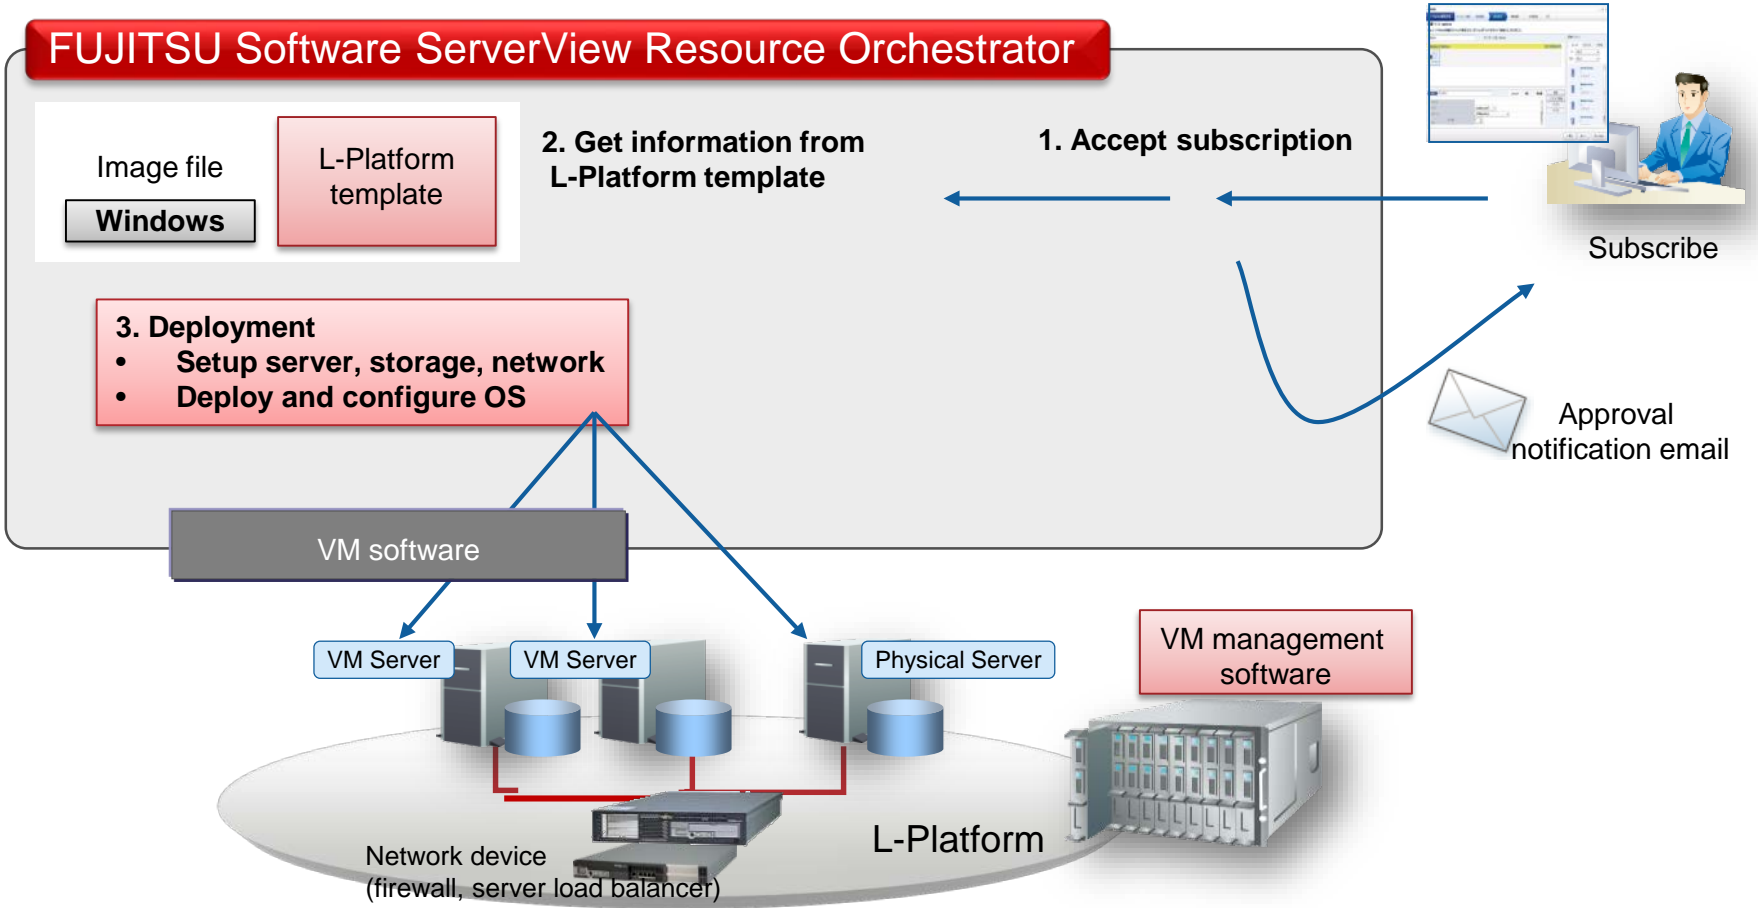 FUJITSU Software ServerView Resource Orchestrator
Image file
Windows
L-Platform
template
2. Get information from
L-Platform template
1. Accept subscription
Subscribe
3. Deployment
• Setup server, storage, network
• Deploy and configure OS
Approval
notification email
VM software
VM Server
VM Server
Physical Server
VM management
software
L-Platform
Network device
(firewall, server load balancer)